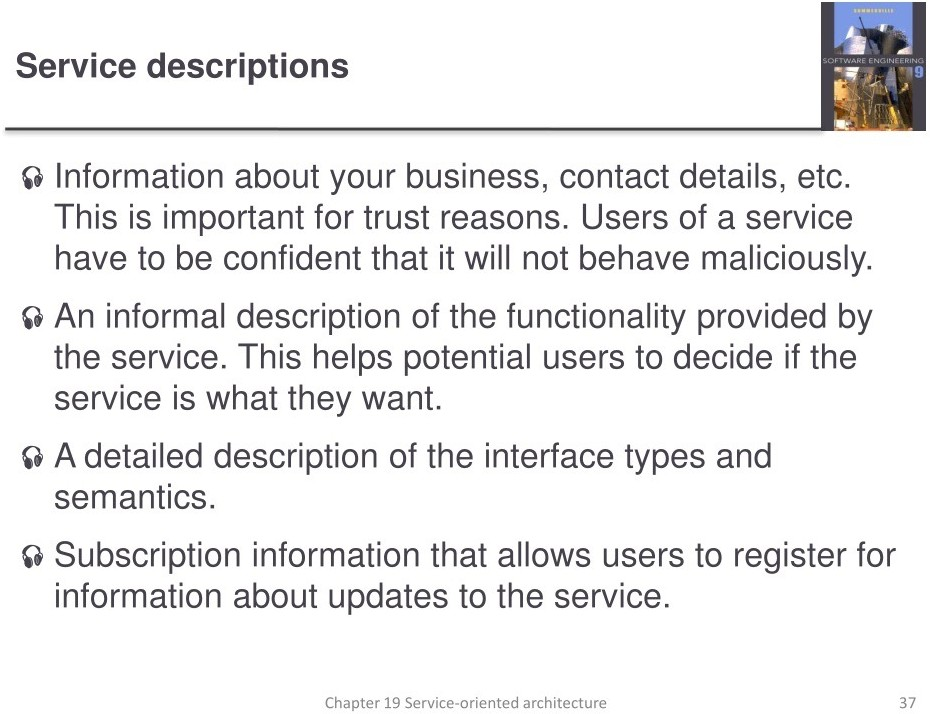 Service descriptions
SOMMERVILLE
SOFTWARE ENGINEERING
9
Information about your business, contact details, etc.
This is important for trust reasons. Users of a service
have to be confident that it will not behave maliciously.
An informal description of the functionality provided by
the service. This helps potential users to decide if the
service is what they want.
A detailed description of the interface types and
semantics.
Subscription information that allows users to register for
information about updates to the service.
Chapter 19 Service-oriented architecture
37